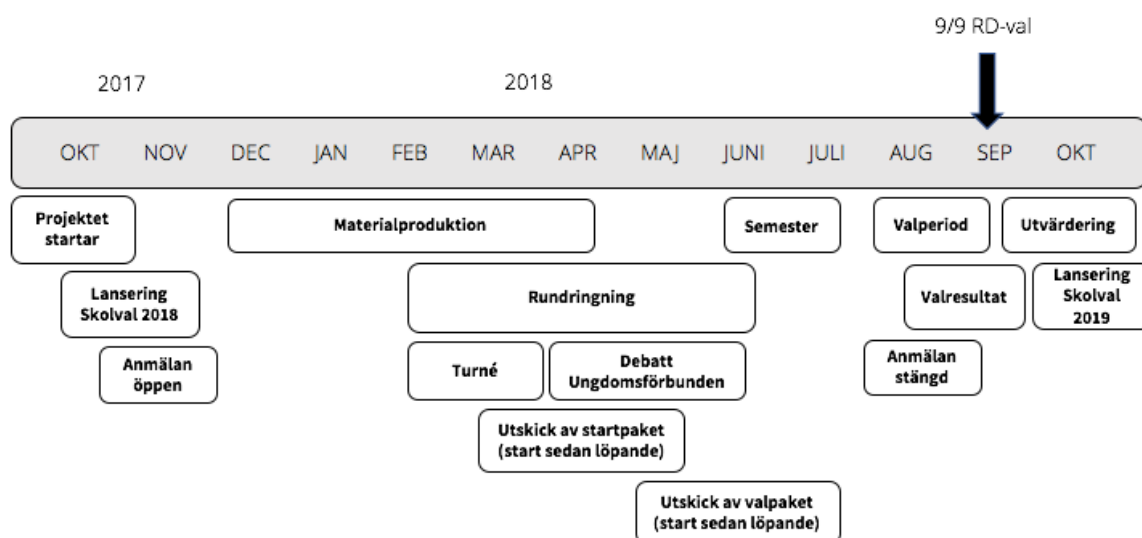 9/9 RD-val
2017
2018
OKT NOV DEC JAN FEB MAR APR MAJ JUNI JULI AUG SEP OKT
Projektet
startar
Materialproduktion
Semester
Valperiod
Utvärdering
Lansering
Skolval 2018
Rundringning
Valresultat
Lansering
Skolval
2019
Anmälan
öppen
Turné
Debatt
Ungdomsförbunden
Anmälan
stängd
Utskick av startpaket
(start sedan löpande)
Utskick av valpaket
(start sedan löpande)